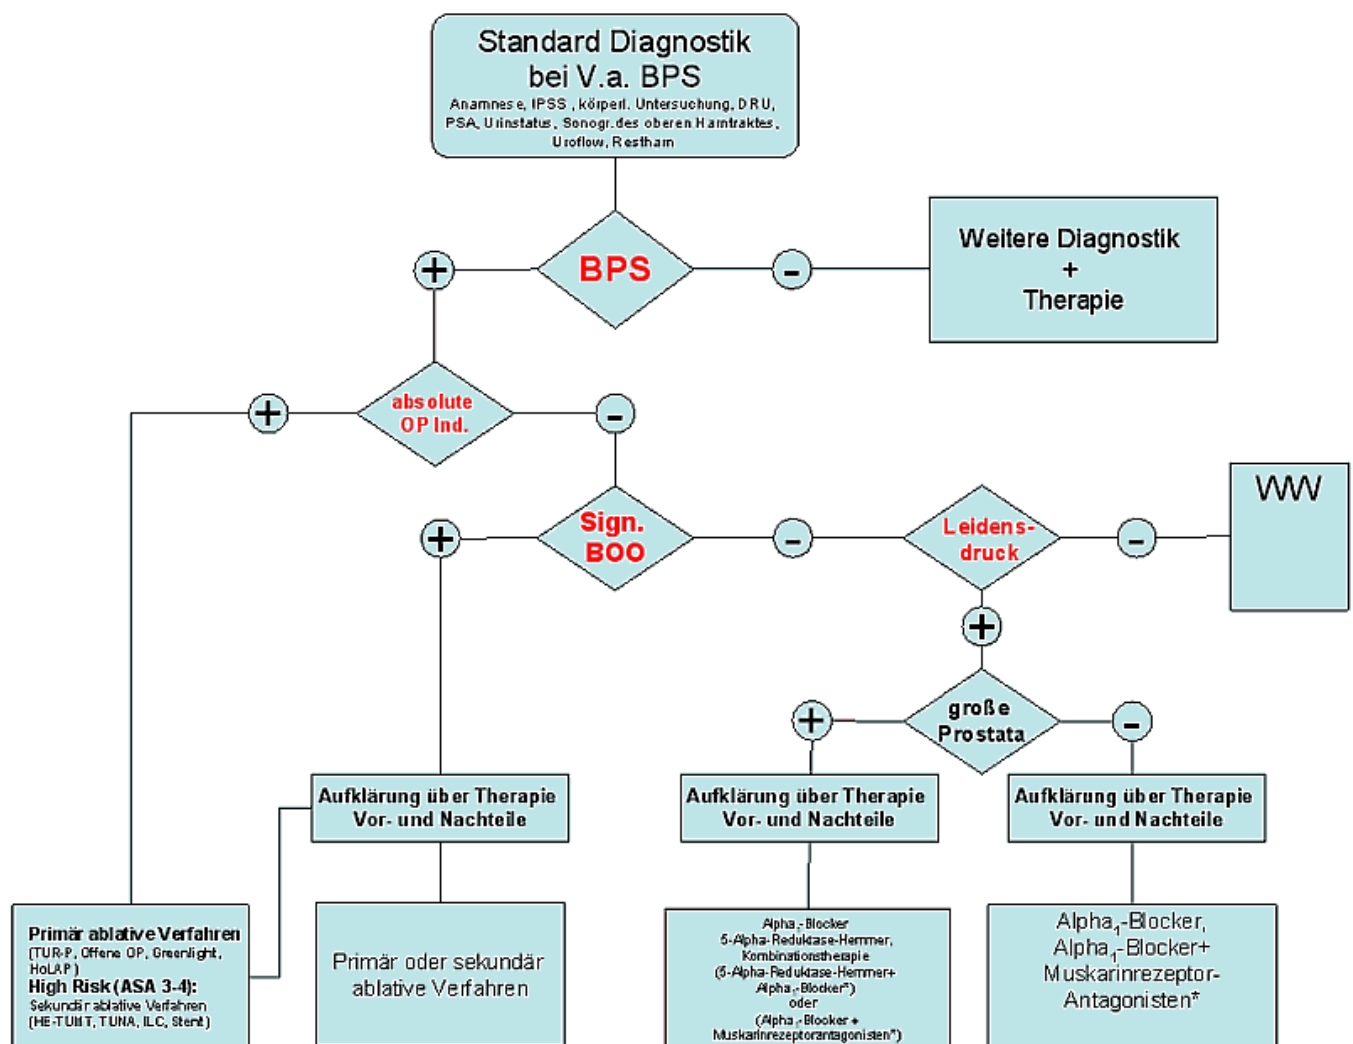 Standard Diagnostik
bei V.a. BPS
Anamnese, IPSS , körperl. Untersuchung, DRU,
PSA, Urinstatus, Sonogr.des oberen Harntraktes,
Uroflow, Restharn
BPS
+
-
Weitere Diagnostik
+
Therapie
absolute
OP Ind.
+
-
Sign.
BOO
+
-
Leidens-
druck
-
WW
+
große
Prostata
+
-
Aufklärung über Therapie
Vor- und Nachteile
Aufklärung über Therapie
Vor- und Nachteile
Aufklärung über Therapie
Vor- und Nachteile
Primär ablative Verfahren
(TUR-P, Offene OP, Greenlight,
HoLAP)
High Risk (ASA 3-4):
Sekundär ablative Verfahren
(HE-TUMT, TUNA, ILC, Stent)
Primär oder sekundär
ablative Verfahren
Alpha₁-Blocker
5-Alpha-Reduktase-Hemmer,
Kombinationstherapie
(5-Alpha-Reduktase-Hemmer+
Alpha₁-Blocker*)
oder
(Alpha₁-Blocker +
Muskarinrezeptorantagonisten*)
Alpha₁-Blocker,
Alpha₁-Blocker+
Muskarinrezeptor-
Antagonisten*